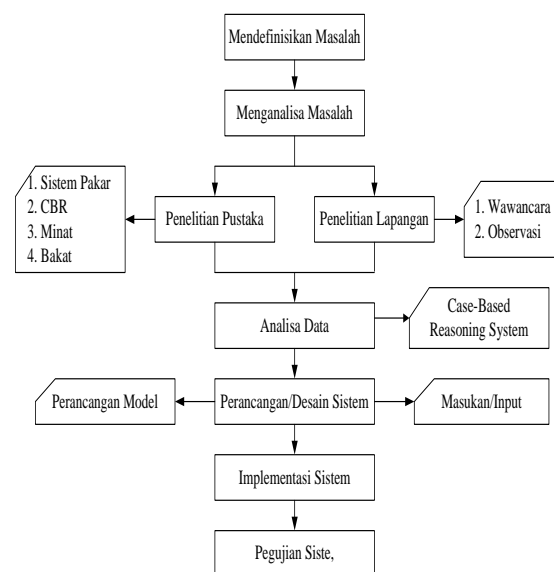 Mendefinisikan Masalah
Menganalisa Masalah
1. Sistem Pakar
2. CBR
3. Minat
4. Bakat
Penelitian Pustaka
Penelitian Lapangan
1. Wawancara
2. Observasi
Analisa Data
Case-Based
Reasoning System
Perancangan Model
Perancangan/Desain Sistem
Masukan/Input
Implementasi Sistem
Pegujian Siste,